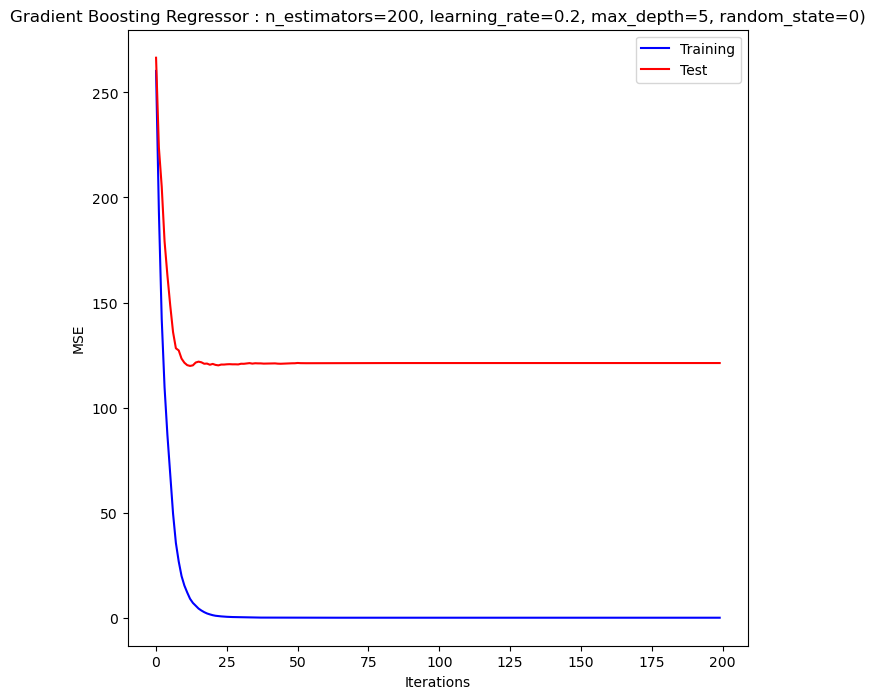 Gradient Boosting Regressor : n_estimators=200, learning_rate=0.2, max_depth=5, random_state=0)
Training
Test
250
200
150
100
50
0
MSE
0 25 50 75 100 125 150 175 200
Iterations